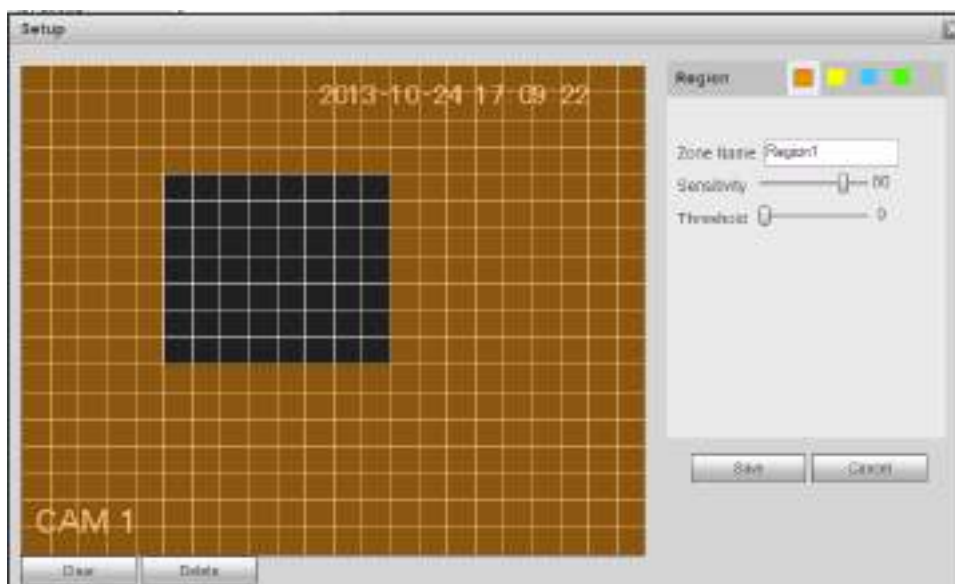 Setup
2013-10-24 17:09:22
Region
Zone Name Region1
Sensitivity 80
Threshold 0
Save Cancel
CAM 1
Clear Delete